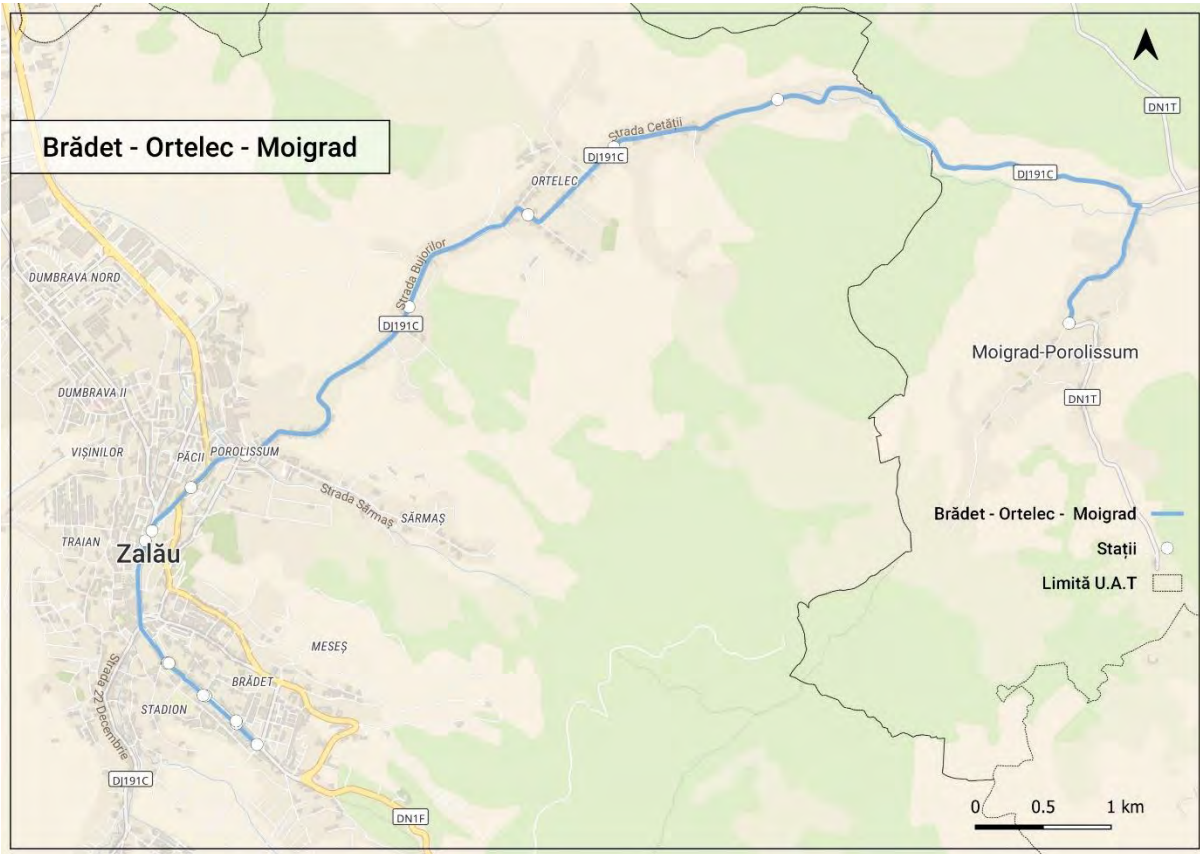 DN1T
Brădet - Ortelec - Moigrad
Strada Cetății
DJ191C
ORTELEC
DJ191C
Strada Bujorilor
DUMBRAVA NORD
DJ191C
Moigrad-Porolissum
DUMBRAVA II
DN1T
VIȘINILOR
PĂCII
POROLISSUM
Strada Sărmaș
SĂRMAȘ
Brădet - Ortelec - Moigrad
TRAIAN
Zalău
Stații
Limită U.A.T
MESEȘ
Strada 22 Decembrie
BRĂDET
STADION
DJ191C
DN1F
0 0.5 1 km